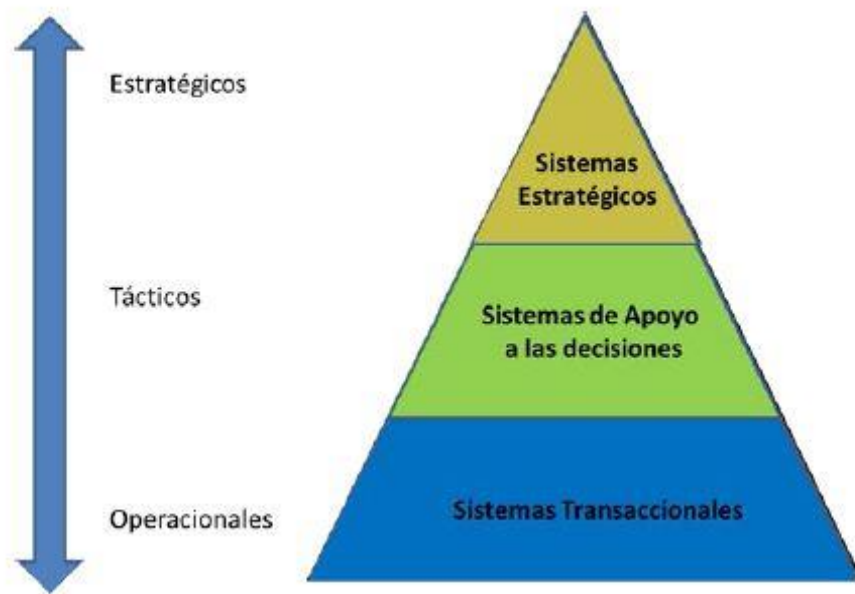 Estratégicos
Sistemas
Estratégicos
Tácticos
Sistemas de Apoyo
a las decisiones
Operacionales
Sistemas Transaccionales